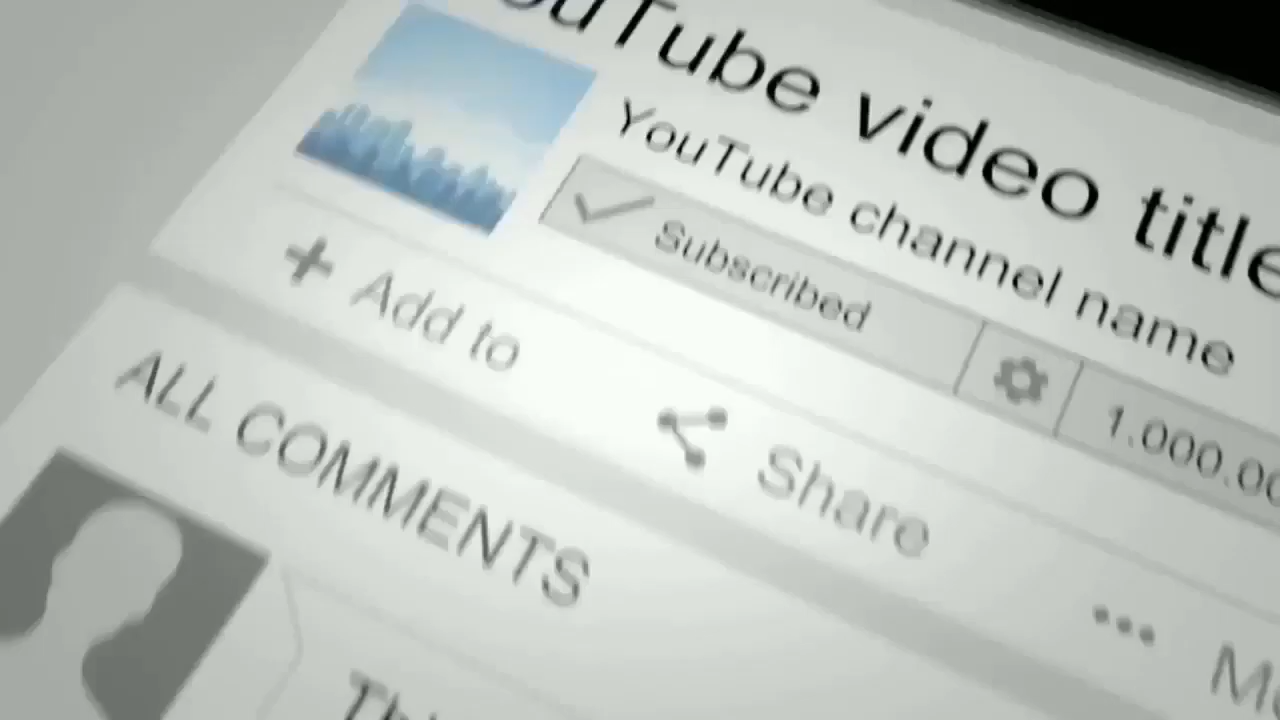 YouTube video title
YouTube channel name
Subscribed
1.000.00
Add to
Share
ALL COMMENTS